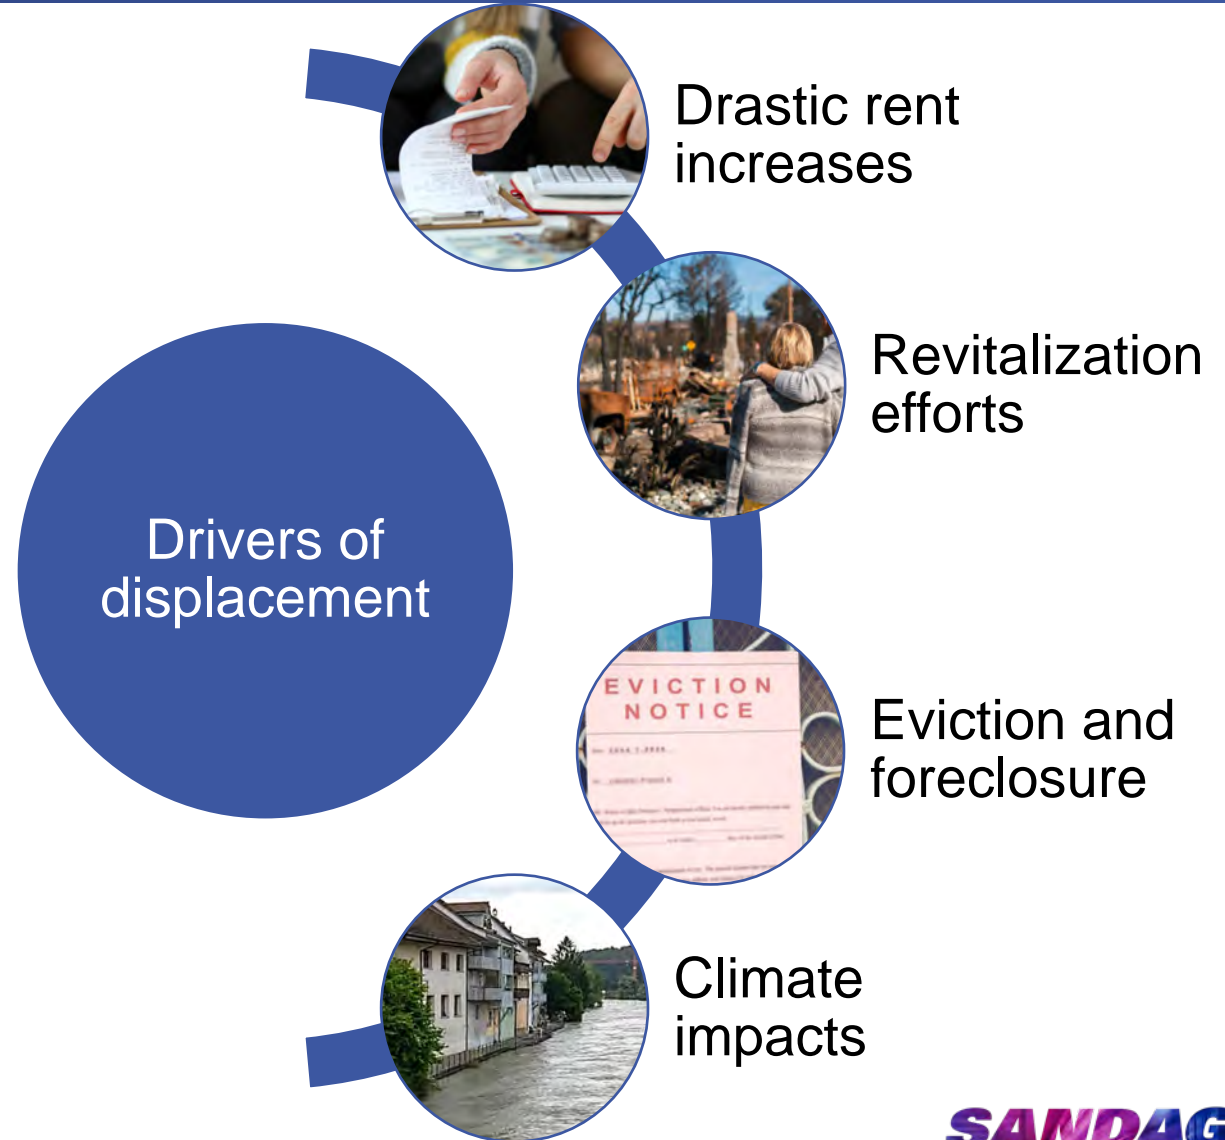 Drastic rent
increases
Revitalization
efforts
Drivers of
displacement
EVICTION
NOTICE
Eviction and
foreclosure
Climate
impacts
SANDAG